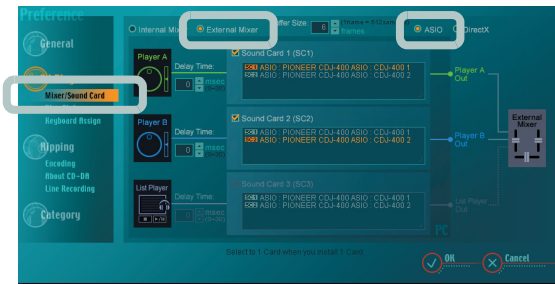 Preference
General
Mixer/Sound Card
Keyboard Assign
Ripping
Encoding
About CD-DA
Line Recording
Category
Internal Mi
External Mixer
ffer Size
6
frames
ASIO
DirectX
Player A
Delay Time:
0
msec
Sound Card 1 (SC1)
ASIO : PIONEER CDJ-400 ASIO : CDJ-400 1
ASIO : PIONEER CDJ-400 ASIO : CDJ-400 2
Player A
Out
Player B
Delay Time:
0
msec
Sound Card 2 (SC2)
ASIO : PIONEER CDJ-400 ASIO : CDJ-400 1
ASIO : PIONEER CDJ-400 ASIO : CDJ-400 2
Player B
Out
External
Mixer
List Player
Delay Time:
0
msec
Sound Card 3 (SC3)
ASIO : PIONEER CDJ-400 ASIO : CDJ-400 1
ASIO : PIONEER CDJ-400 ASIO : CDJ-400 2
List Player
Out
PC
Select to 1 Card when you install 1 Card.
OK
Cancel